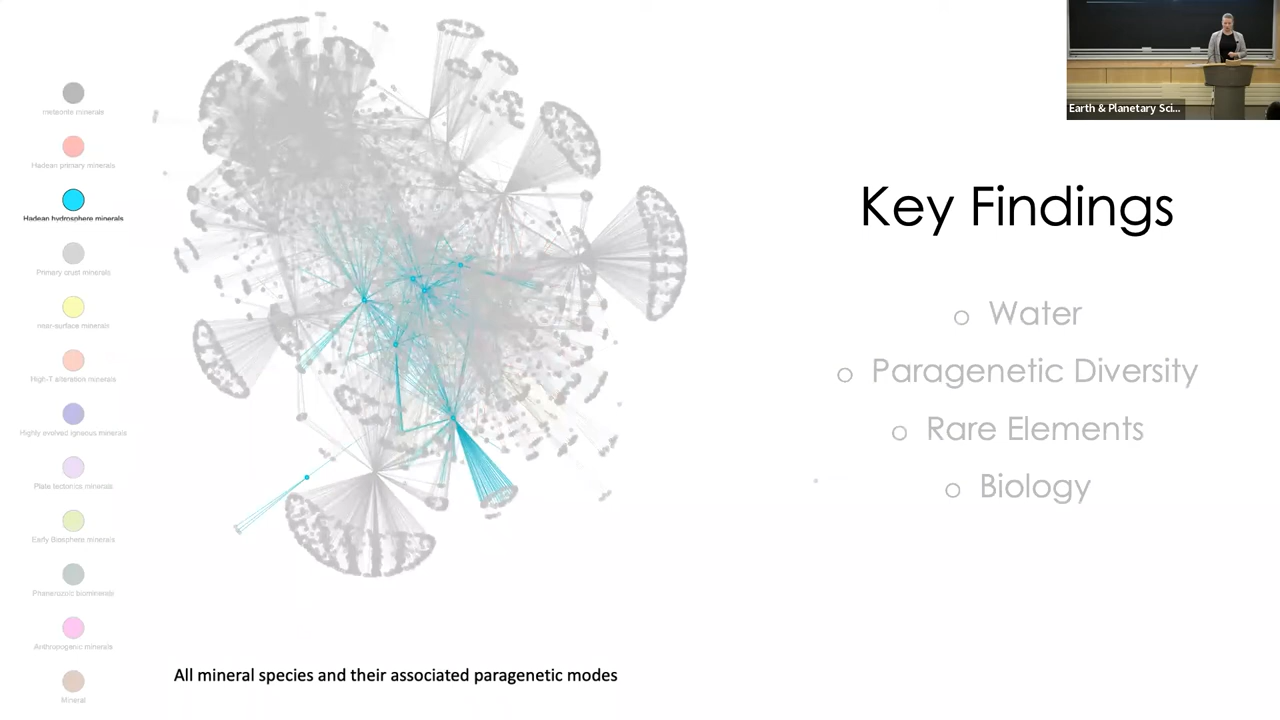 Earth & Planetary Sci...
meteorite minerals
Hadean primary minerals
Hadean hydrosphere minerals
Primary crust minerals
near-surface minerals
High-T alteration minerals
Highly evolved igneous minerals
Plate tectonics minerals
Early Biosphere minerals
Phanerozoic biominerals
Anthropogenic minerals
Mineral
All mineral species and their associated paragenetic modes
Key Findings
Water
Paragenetic Diversity
Rare Elements
Biology